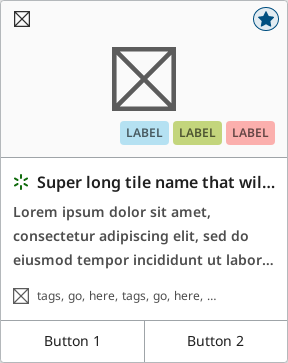 LABEL LABEL LABEL
Super long tile name that wil...
Lorem ipsum dolor sit amet,
consectetur adipiscing elit, sed do
eiusmod tempor incididunt ut labor...
tags, go, here, tags, go, here, ...
Button 1 Button 2